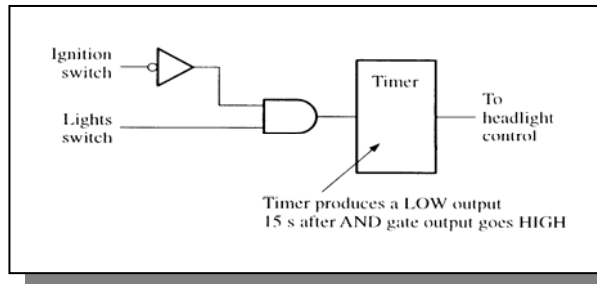 Ignition
switch
Lights
switch
Timer
To
headlight
control
Timer produces a LOW output
15 s after AND gate output goes HIGH